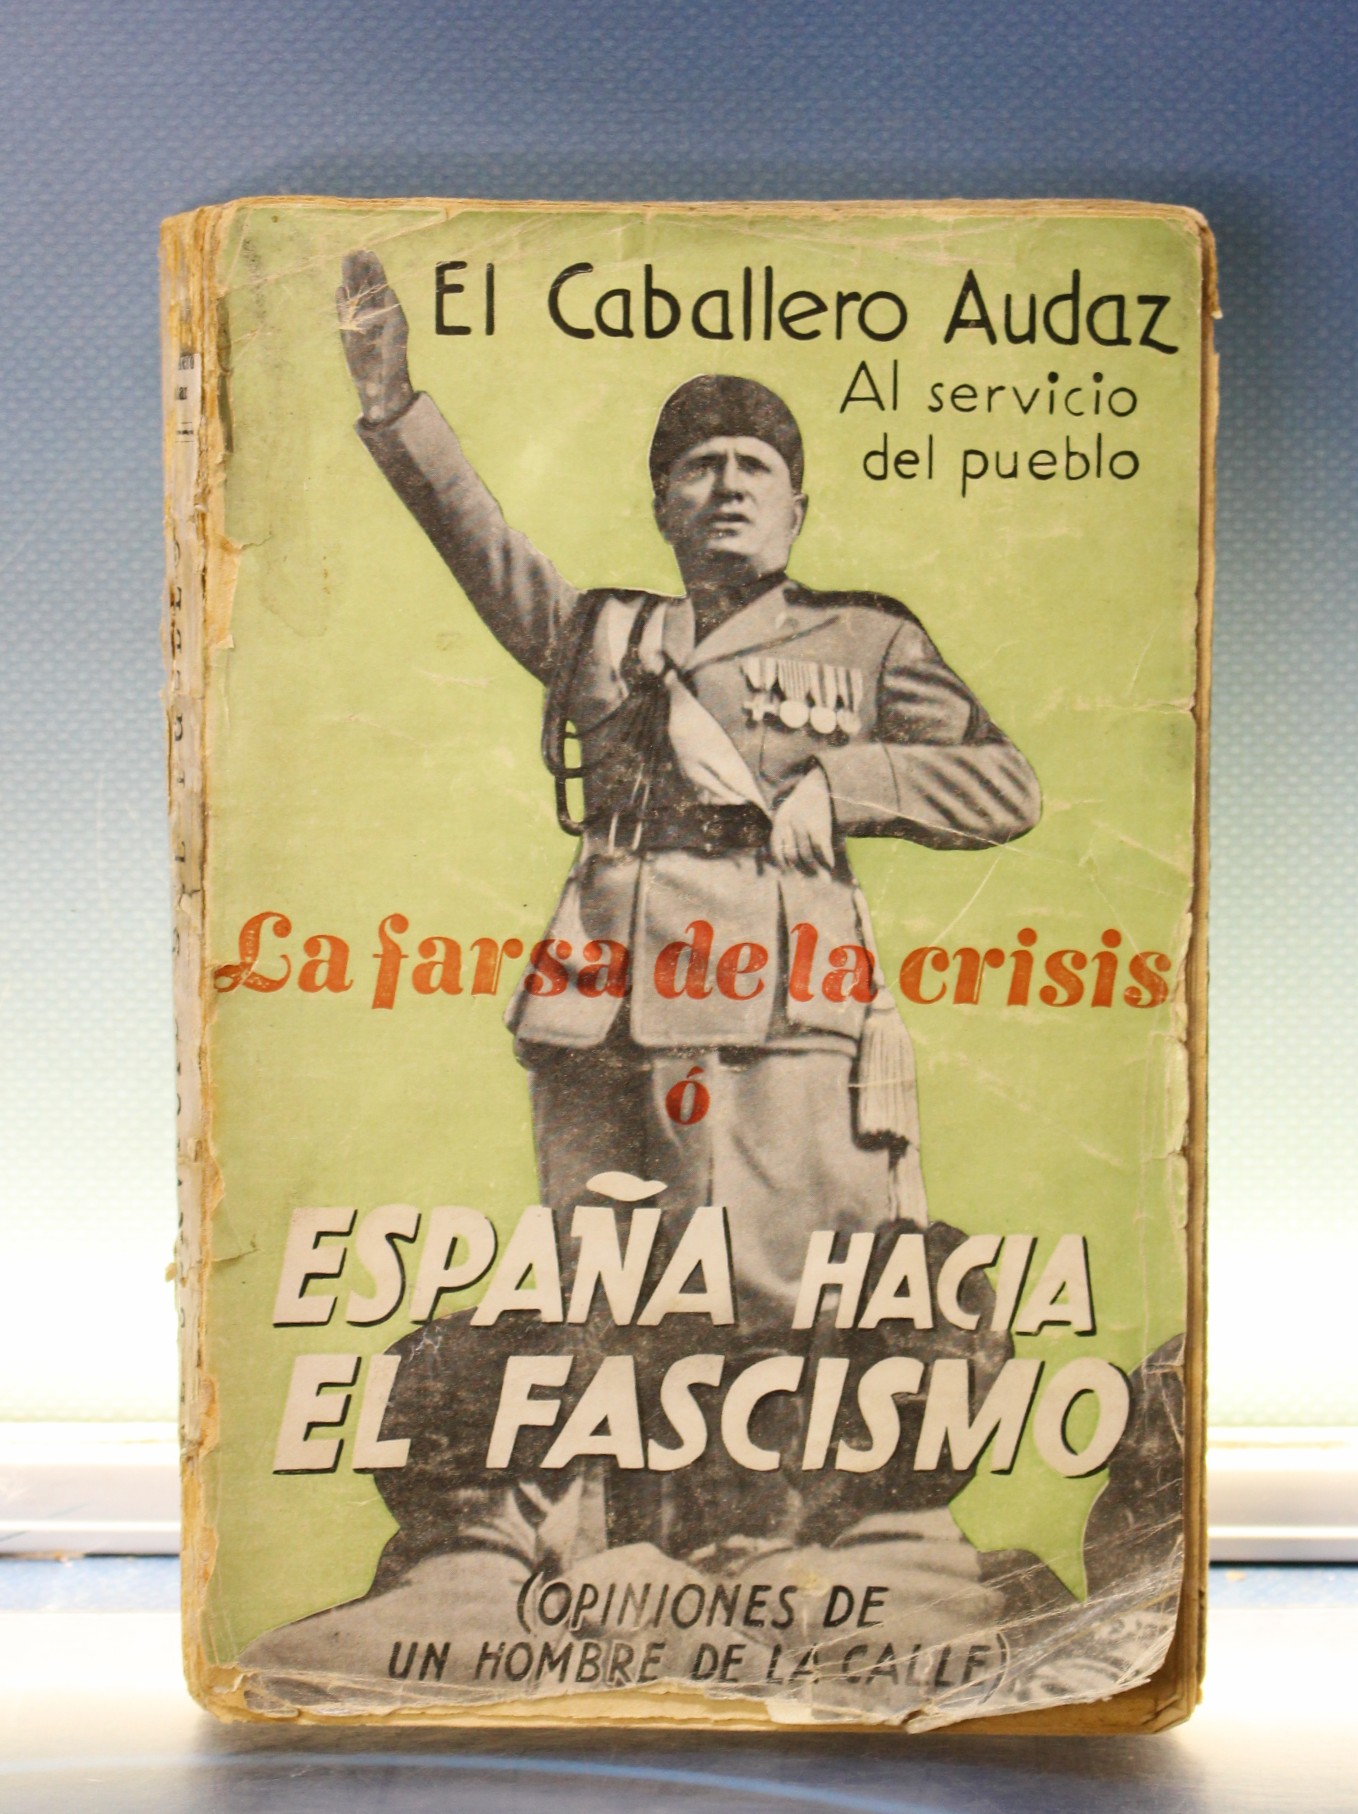 El Caballero Audaz
Al servicio
del pueblo
La farsa de la crisis
ó
ESPAÑA HACIA
EL FASCISMO
(OPINIONES DE
UN HOMBRE DE LA CALLE)